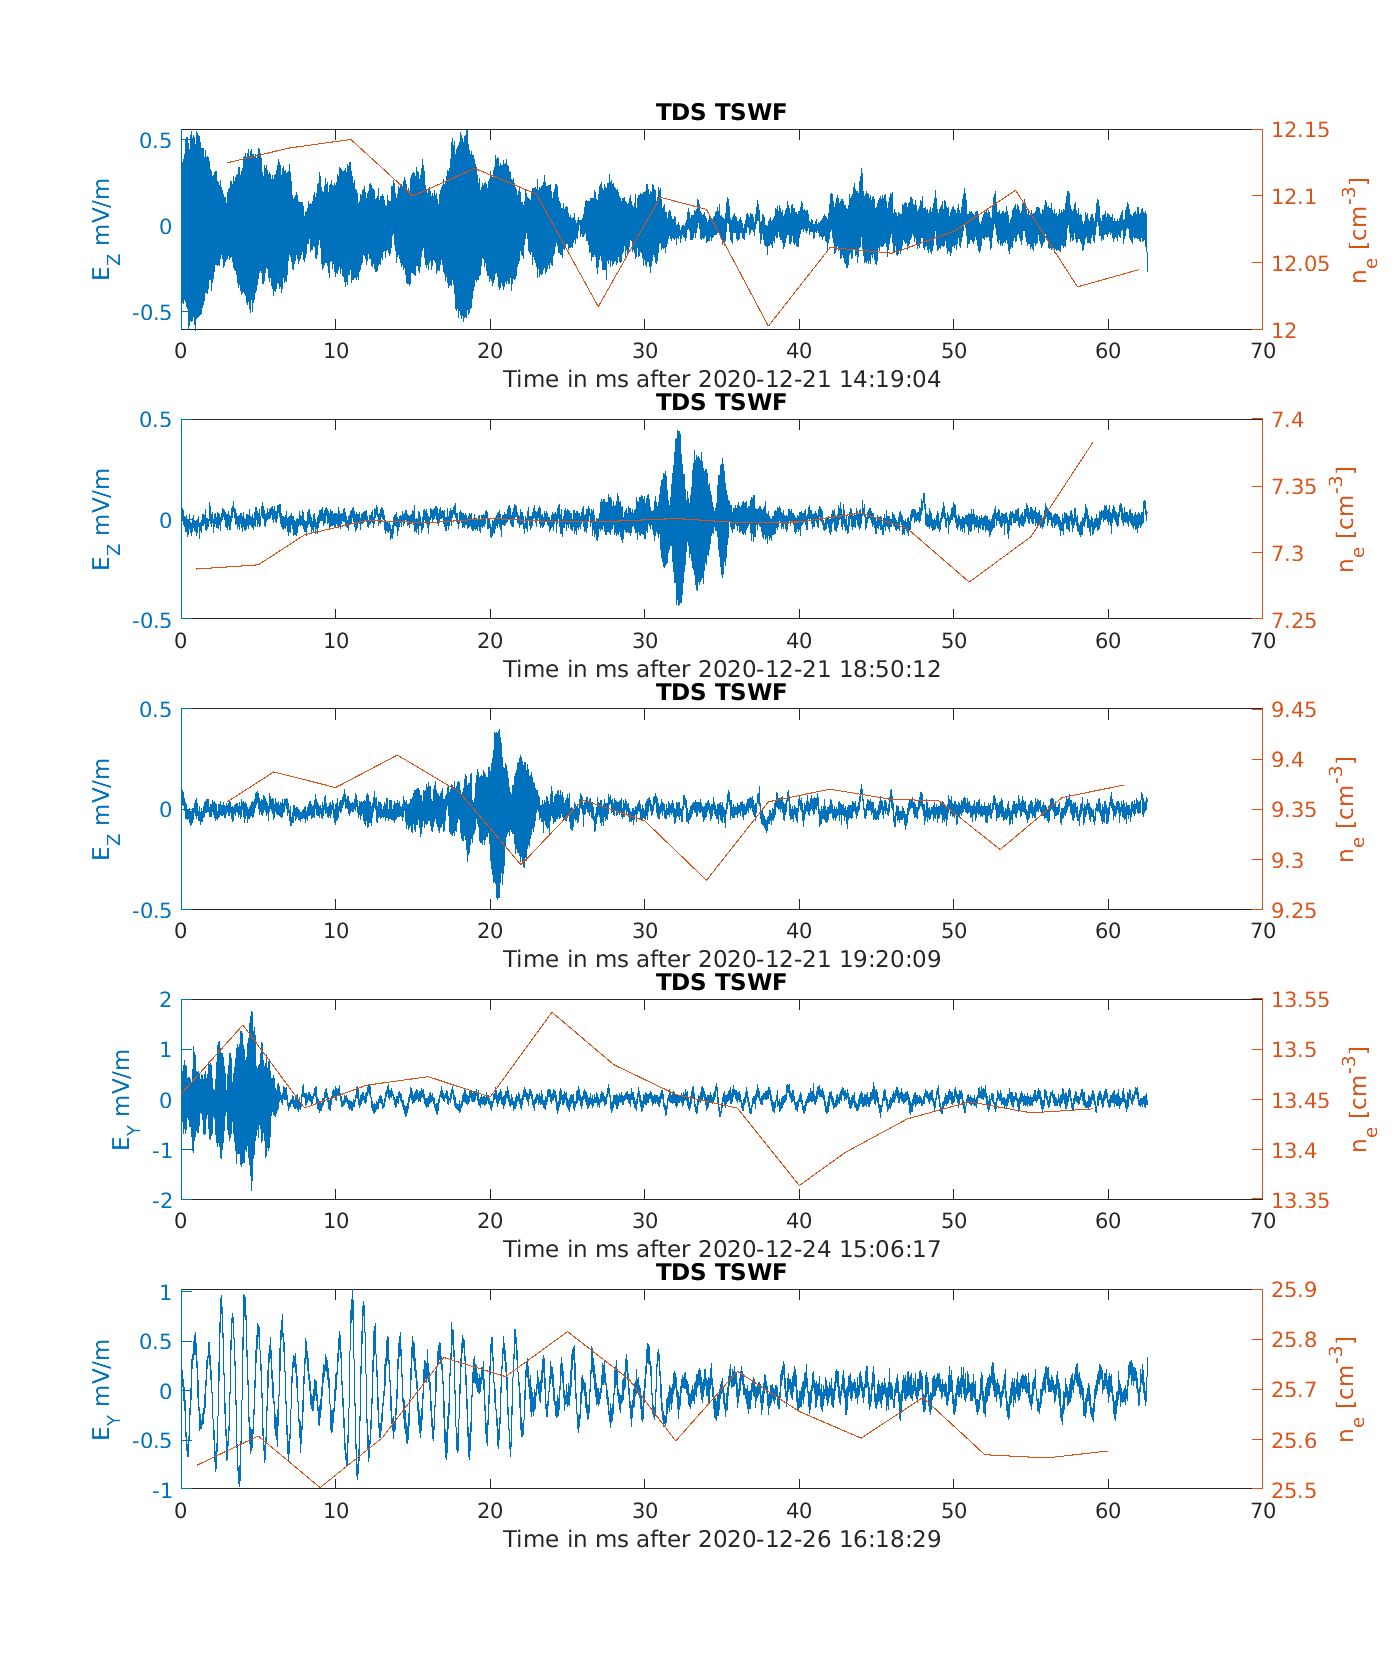 TDS TSWF
0.5
0
-0.5
E_Z mV/m
12.15
12.1
12.05
12
n_e [cm^-3]
0 10 20 30 40 50 60 70
Time in ms after 2020-12-21 14:19:04
TDS TSWF
0.5
0
-0.5
E_Z mV/m
7.4
7.35
7.3
7.25
n_e [cm^-3]
0 10 20 30 40 50 60 70
Time in ms after 2020-12-21 18:50:12
TDS TSWF
0.5
0
-0.5
E_Z mV/m
9.45
9.4
9.35
9.3
9.25
n_e [cm^-3]
0 10 20 30 40 50 60 70
Time in ms after 2020-12-21 19:20:09
TDS TSWF
2
1
0
-1
-2
E_Y mV/m
13.55
13.5
13.45
13.4
13.35
n_e [cm^-3]
0 10 20 30 40 50 60 70
Time in ms after 2020-12-24 15:06:17
TDS TSWF
1
0.5
0
-0.5
-1
E_Y mV/m
25.9
25.8
25.7
25.6
25.5
n_e [cm^-3]
0 10 20 30 40 50 60 70
Time in ms after 2020-12-26 16:18:29